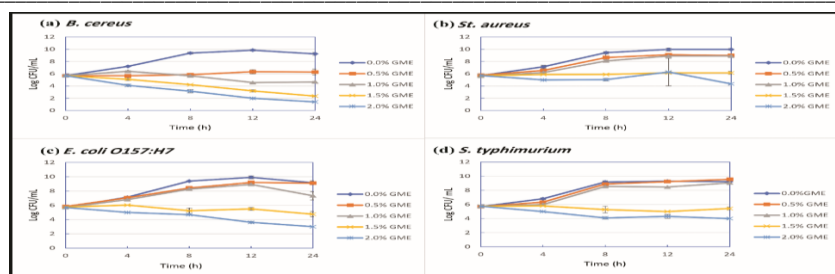 (a) B. cereus
Log CFU/mL
12
10
8
6
4
2
0
0 4 8 12 24
Time (h)
0.0% GME
0.5% GME
1.0% GME
1.5% GME
2.0% GME
(b) St. aureus
Log CFU/mL
12
10
8
6
4
2
0
0 4 8 12 24
Time (h)
0.0% GME
0.5% GME
1.0% GME
1.5% GME
2.0% GME
(c) E. coli O157:H7
Log CFU/mL
12
10
8
6
4
2
0
0 4 8 12 24
Time (h)
0.0% GME
0.5% GME
1.0% GME
1.5% GME
2.0% GME
(d) S. typhimurium
Log CFU/ mL
12
10
8
6
4
2
0
0 4 8 12 24
Time (h)
0.0%GME
0.5% GME
1.0% GME
1.5% GME
2.0% GME